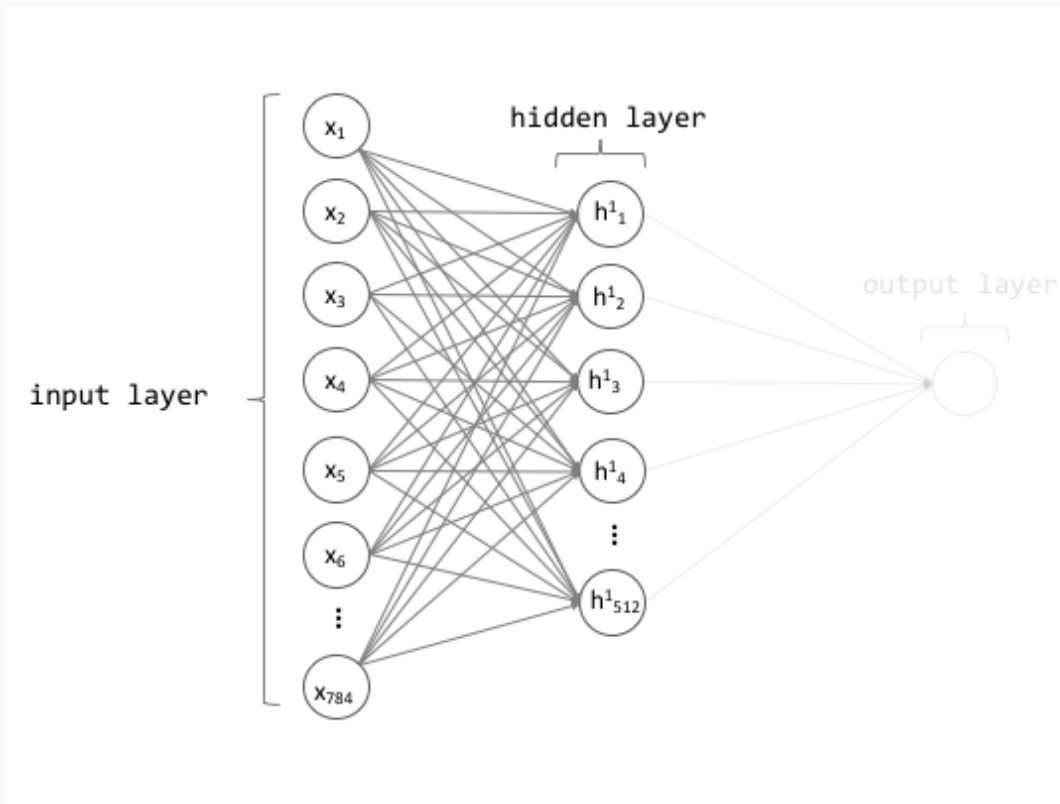 hidden layer
x₁
x₂
h¹₁
x₃
h¹₂
output layer
x₄
h¹₃
input layer
x₅
h¹₄
x₆
⋮
⋮
h¹₅₁₂
x₇₈₄